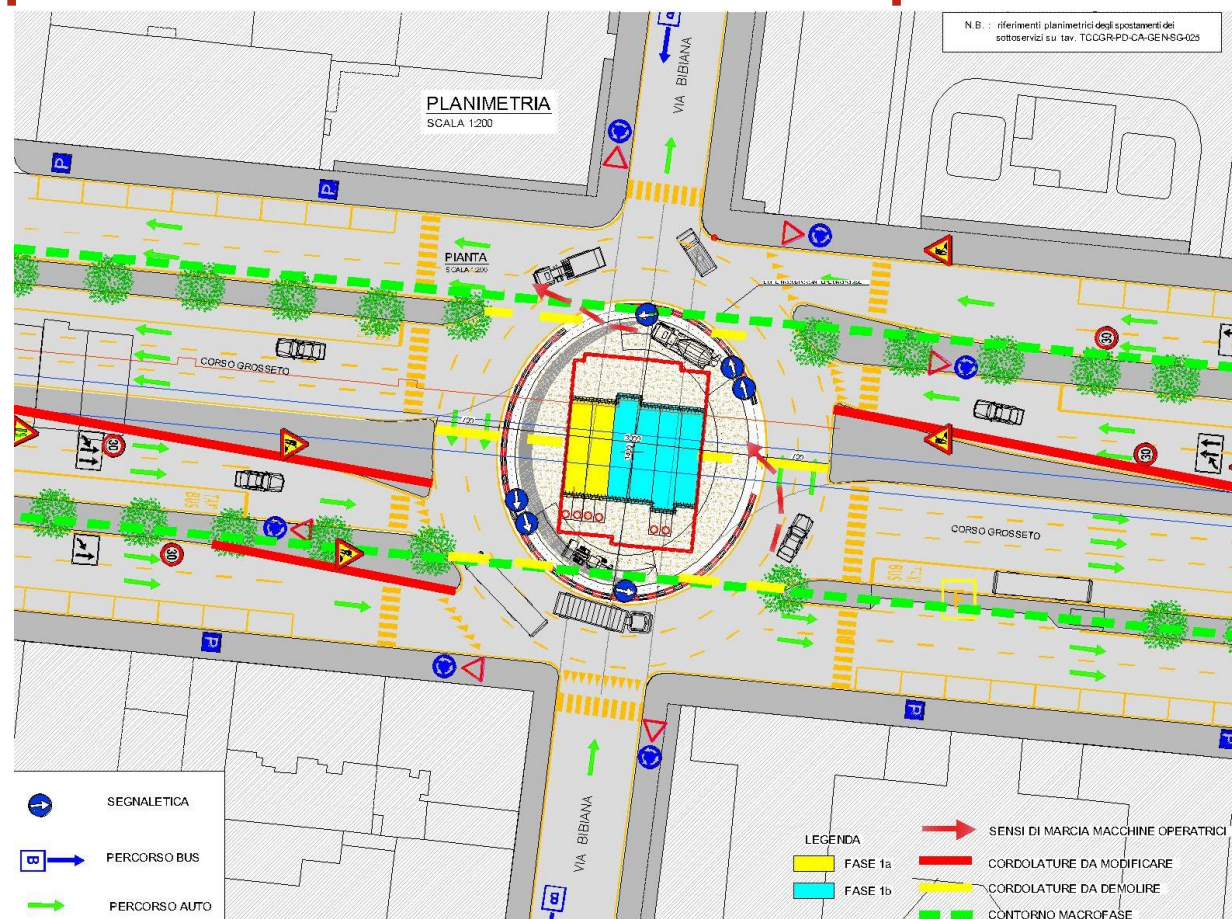 N.B. : riferimenti planimetrici degli spostamenti dei
sottoservizi su tav. TCCGR-PD-CA-GEN-SG-025
B
VIA BIBIANA
PLANIMETRIA
SCALA 1:200
P
P
PIANTA
SCALA 1:200
30
CORSO GROSSETO
30
30
TAXI
BUS
30
CORSO GROSSETO
TAXI
BUS
P
P
P
VIA BIBIANA
B
SEGNALETICA
B PERCORSO BUS
PERCORSO AUTO
LEGENDA
FASE 1a
FASE 1b
SENSI DI MARCIA MACCHINE OPERATRICI
CORDOLATURE DA MODIFICARE
CORDOLATURE DA DEMOLIRE
CONTORNO MACROFASE